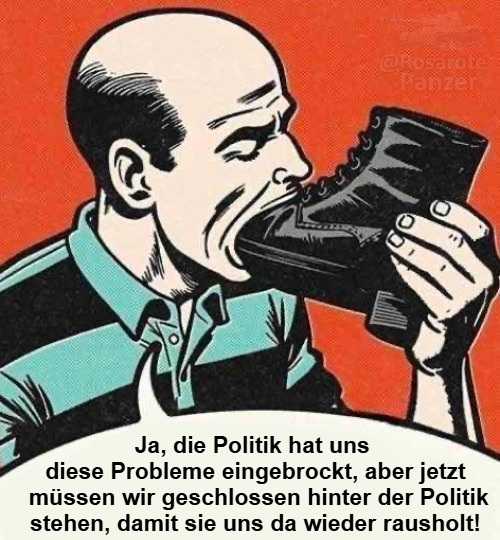 @Rosarote
Panzer
Ja, die Politik hat uns
diese Probleme eingebrockt, aber jetzt
müssen wir geschlossen hinter der Politik
stehen, damit sie uns da wieder rausholt!